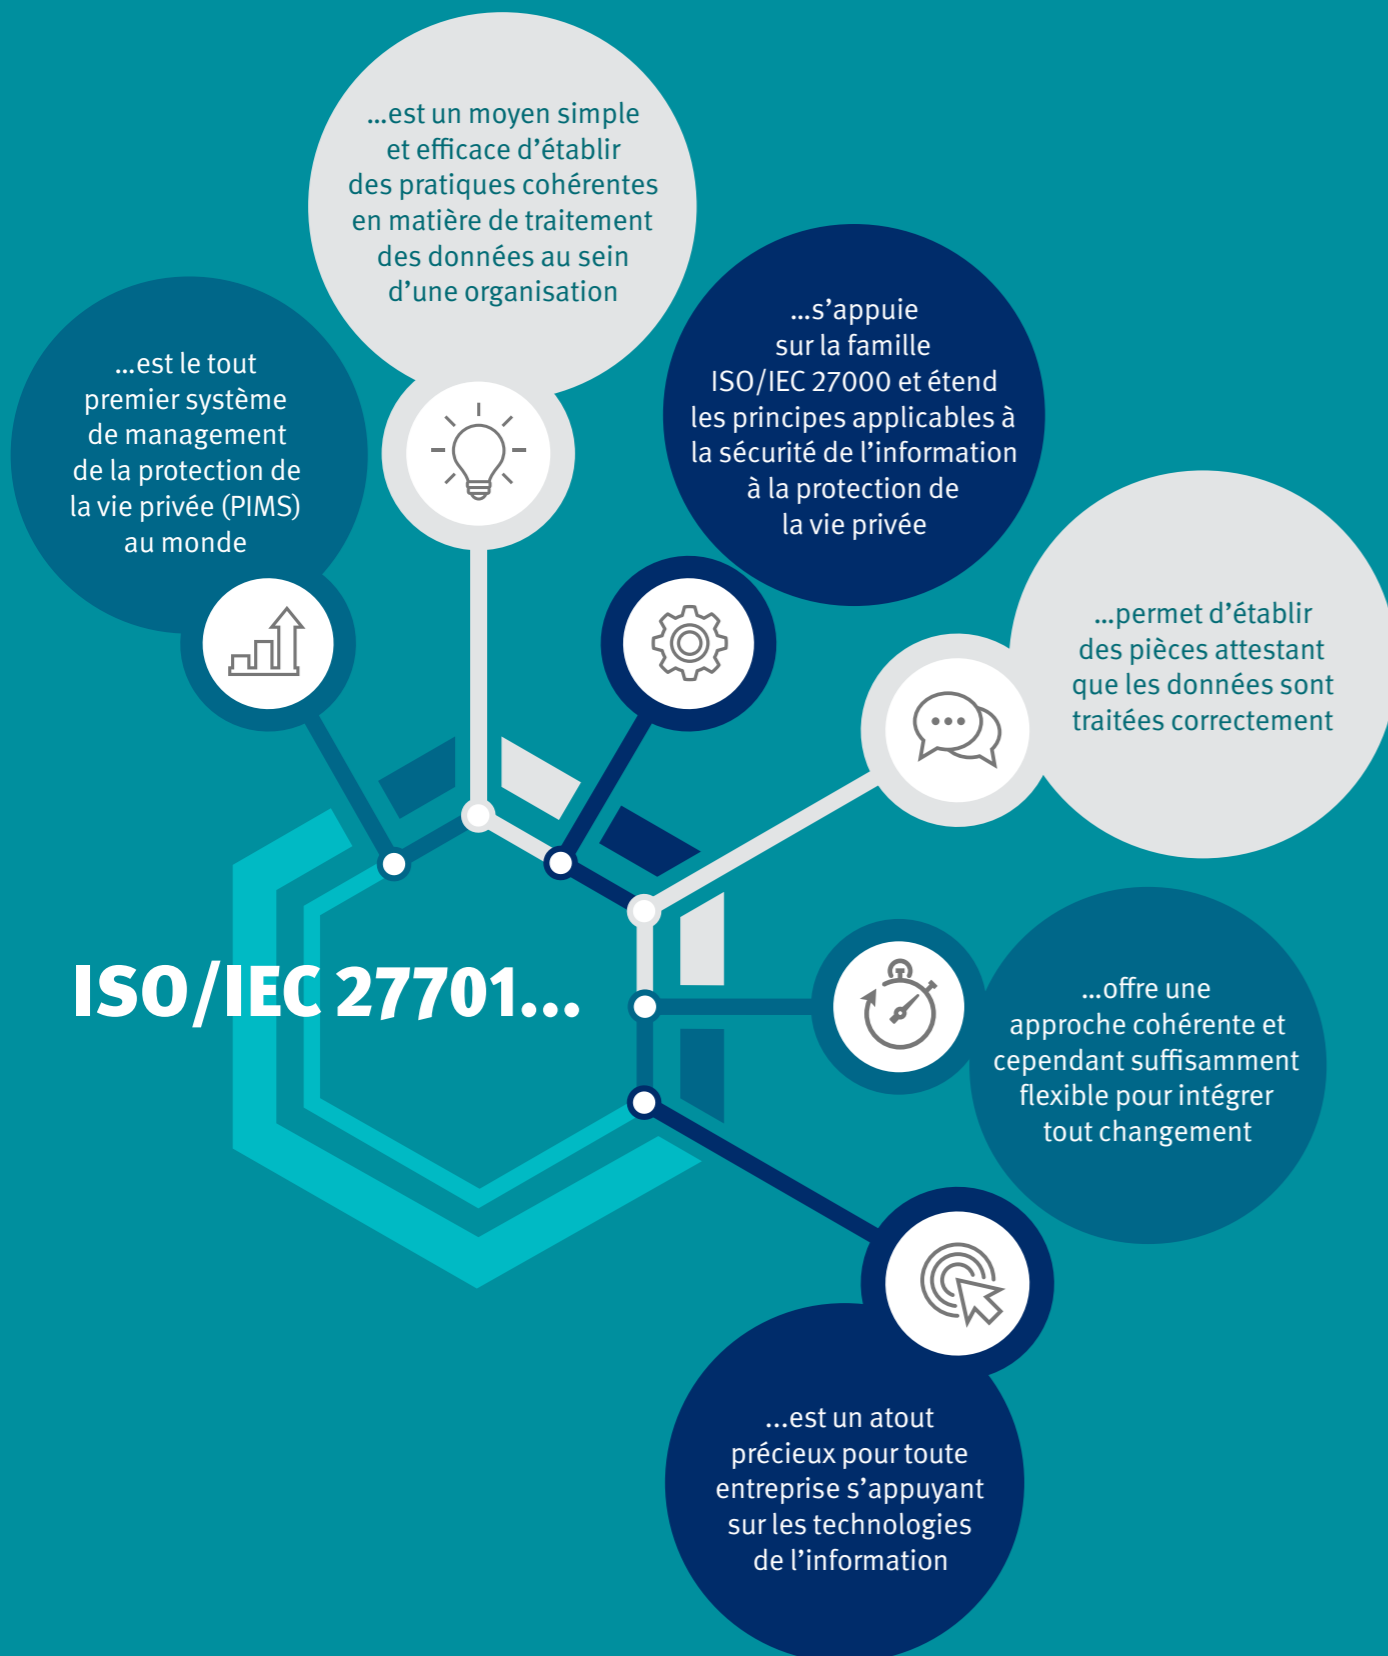 ISO/IEC 27701...
...est le tout
premier système
de management
de la protection de
la vie privée (PIMS)
au monde
...est un moyen simple
et efficace d’établir
des pratiques cohérentes
en matière de traitement
des données au sein
d’une organisation
...s’appuie
sur la famille
ISO/IEC 27000 et étend
les principes applicables à
la sécurité de l’information
à la protection de
la vie privée
...permet d’établir
des pièces attestant
que les données sont
traitées correctement
...offre une
approche cohérente et
cependant suffisamment
flexible pour intégrer
tout changement
...est un atout
précieux pour toute
entreprise s’appuyant
sur les technologies
de l’information